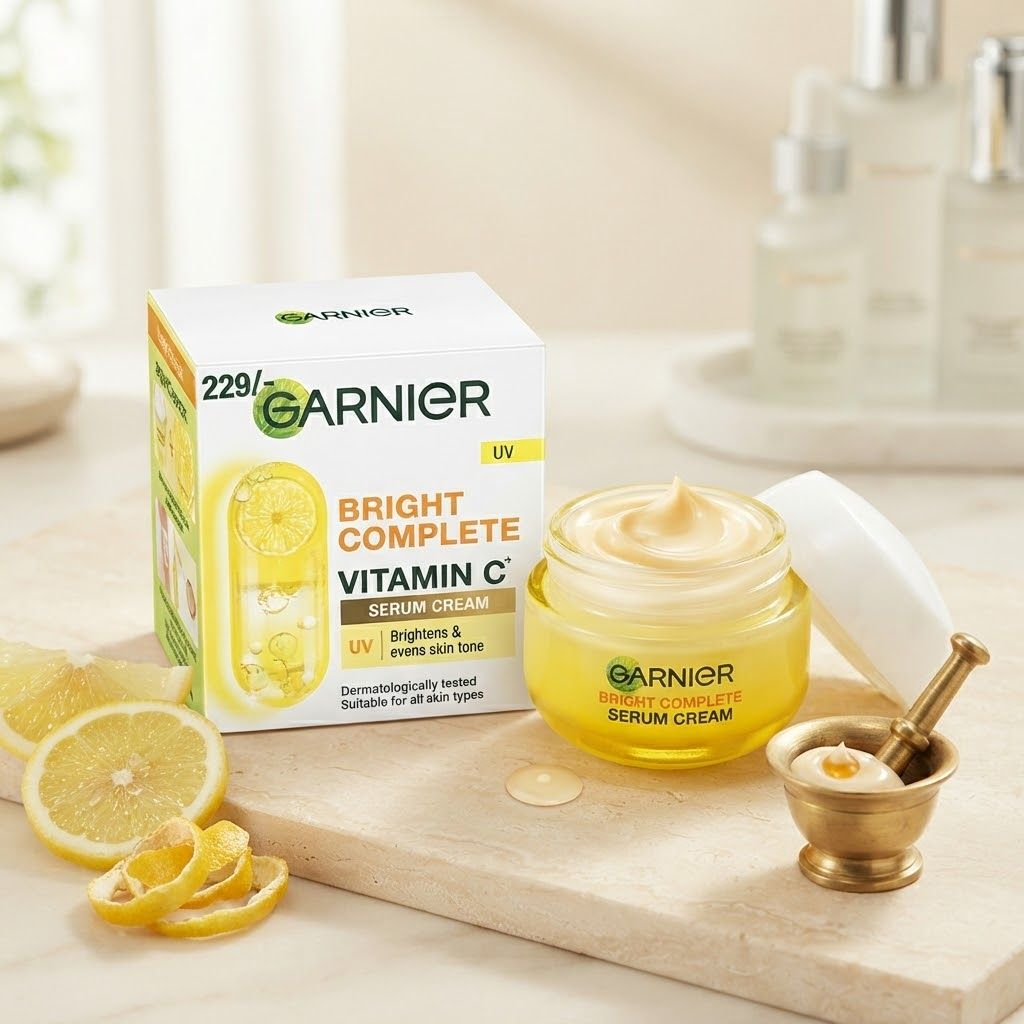 GARNIER
229/-
GARNIER
UV
BRIGHT
COMPLETE
VITAMIN C+
SERUM CREAM
UV
Brightens &
evens skin tone
Dermatologically tested
Suitable for all skin types
GARNIER
BRIGHT COMPLETE
SERUM CREAM